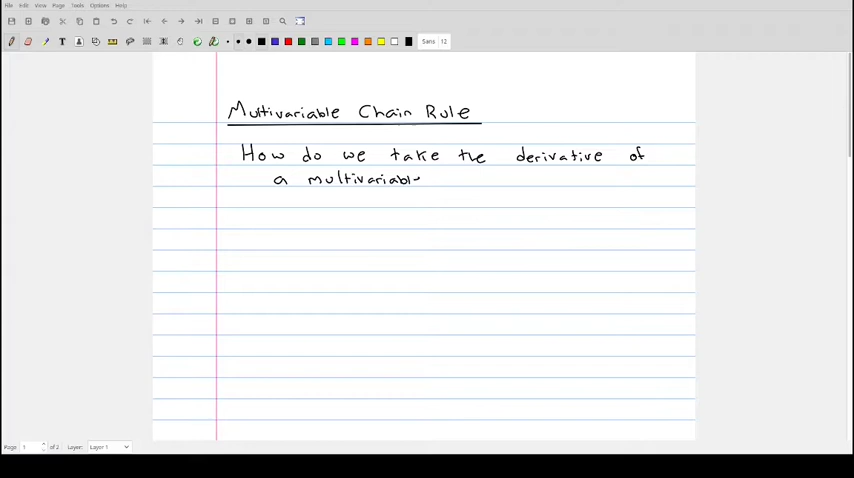 File Edit View Page Tools Options Help
Sans 12
Multivariable Chain Rule
How do we take the derivative of
a multivariable
Page 1 of 2 Layer: Layer 1